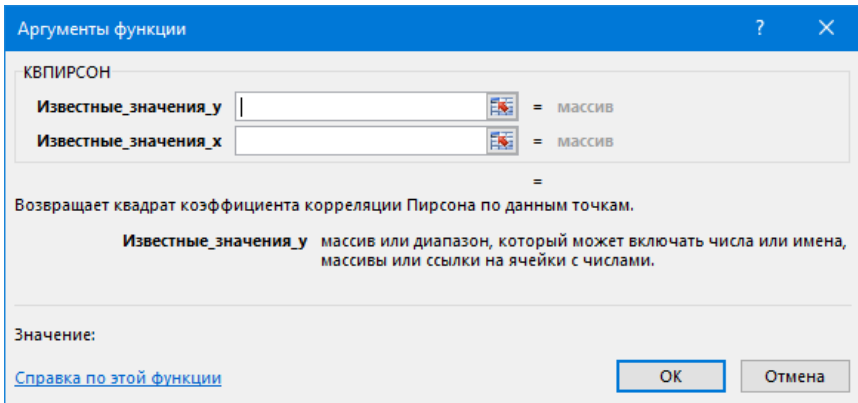 Аргументы функции ? ×
КВПИРСОН
Известные_значения_y = массив
Известные_значения_x = массив
=
Возвращает квадрат коэффициента корреляции Пирсона по данным точкам.
Известные_значения_y массив или диапазон, который может включать числа или имена,
массивы или ссылки на ячейки с числами.
Значение:
Справка по этой функции ОК Отмена